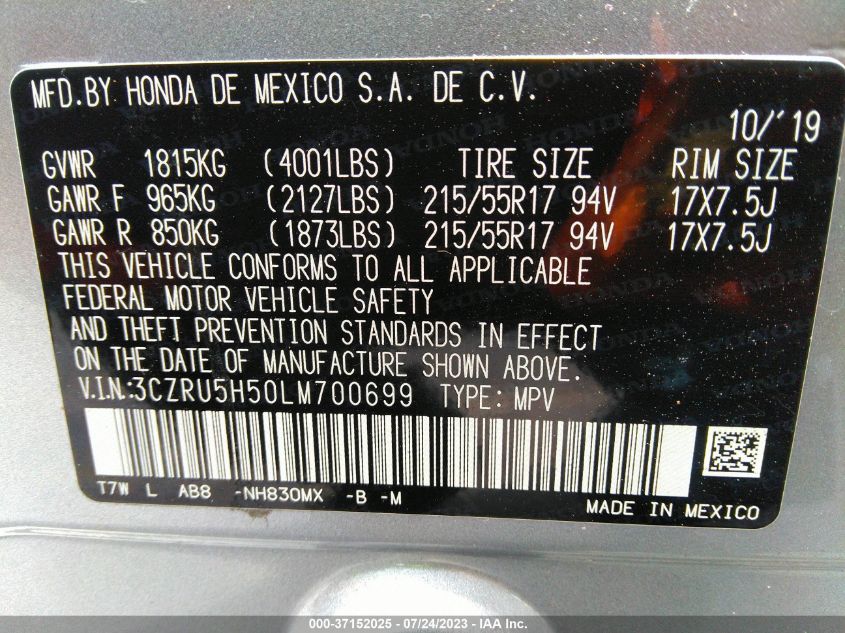 MFD.BY HONDA DE MEXICO S.A. DE C.V.
10/'19
GVWR 1815KG (4001LBS) TIRE SIZE RIM SIZE
GAWR F 965KG (2127LBS) 215/55R17 94V 17X7.5J
GAWR R 850KG (1873LBS) 215/55R17 94V 17X7.5J
THIS VEHICLE CONFORMS TO ALL APPLICABLE
FEDERAL MOTOR VEHICLE SAFETY
AND THEFT PREVENTION STANDARDS IN EFFECT
ON THE DATE OF MANUFACTURE SHOWN ABOVE.
V.I.N.:3CZRU5H50LM700699 TYPE: MPV
T7W L AB8 -NH830MX -B -M
MADE IN MEXICO
000-37152025 - 07/24/2023 - IAA Inc.